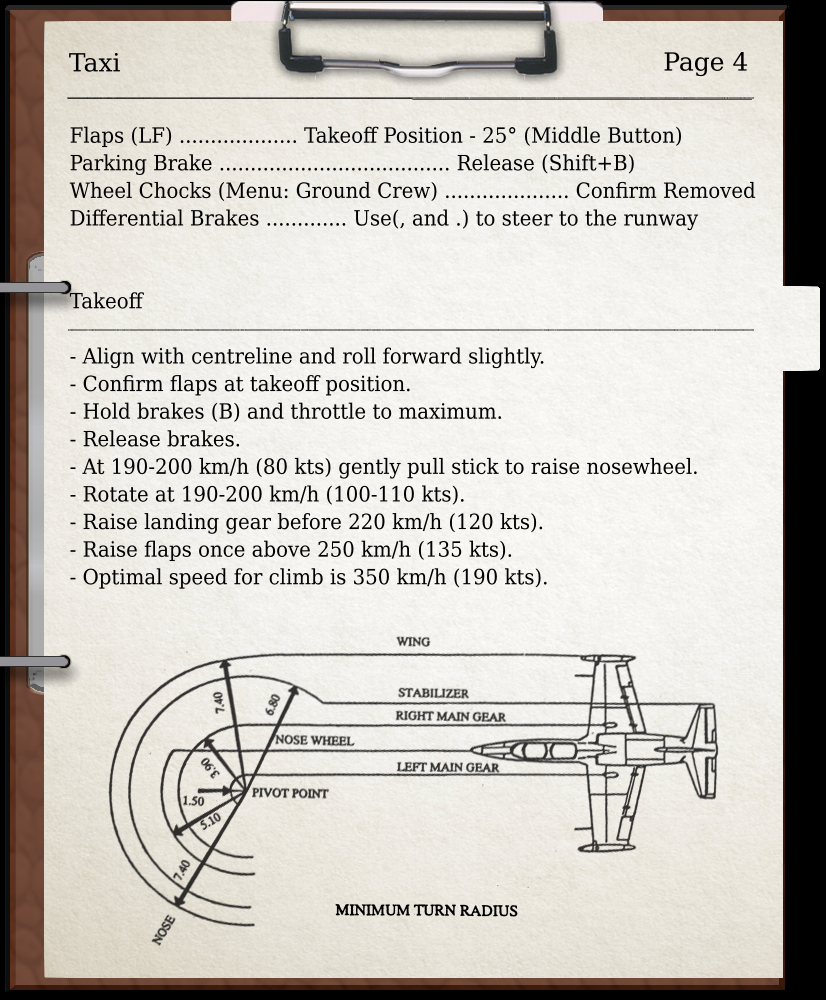 Taxi
Page 4
Flaps (LF) ................... Takeoff Position - 25° (Middle Button)
Parking Brake ..................................... Release (Shift+B)
Wheel Chocks (Menu: Ground Crew) .................... Confirm Removed
Differential Brakes ............. Use(, and .) to steer to the runway
Takeoff
- Align with centreline and roll forward slightly.
- Confirm flaps at takeoff position.
- Hold brakes (B) and throttle to maximum.
- Release brakes.
- At 190-200 km/h (80 kts) gently pull stick to raise nosewheel.
- Rotate at 190-200 km/h (100-110 kts).
- Raise landing gear before 220 km/h (120 kts).
- Raise flaps once above 250 km/h (135 kts).
- Optimal speed for climb is 350 km/h (190 kts).
WING
STABILIZER
7.40
6.80
RIGHT MAIN GEAR
NOSE WHEEL
3.90
LEFT MAIN GEAR
1.50
PIVOT POINT
5.10
7.40
NOSE
MINIMUM TURN RADIUS